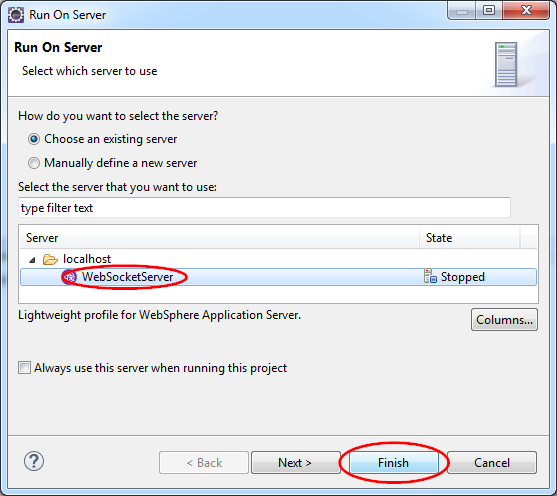 Run On Server
Run On Server
Select which server to use
How do you want to select the server?
Choose an existing server
Manually define a new server
Select the server that you want to use:
type filter text
Server State
localhost
WebSocketServer Stopped
Lightweight profile for WebSphere Application Server.
Columns...
Always use this server when running this project
? < Back Next > Finish Cancel